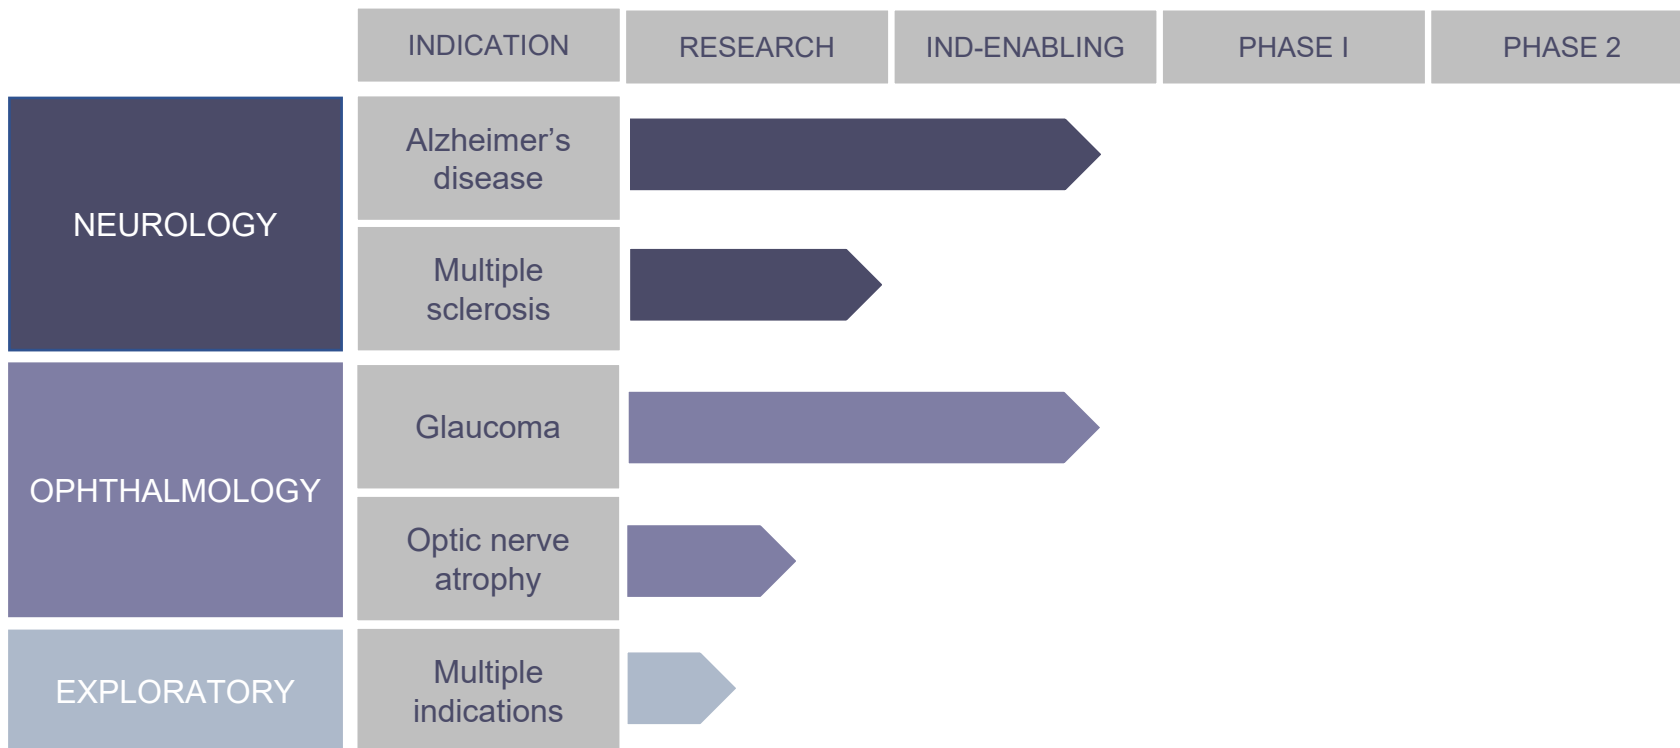 INDICATION
RESEARCH
IND-ENABLING
PHASE I
PHASE 2
NEUROLOGY
Alzheimer’s
disease
Multiple
sclerosis
OPHTHALMOLOGY
Glaucoma
Optic nerve
atrophy
EXPLORATORY
Multiple
indications